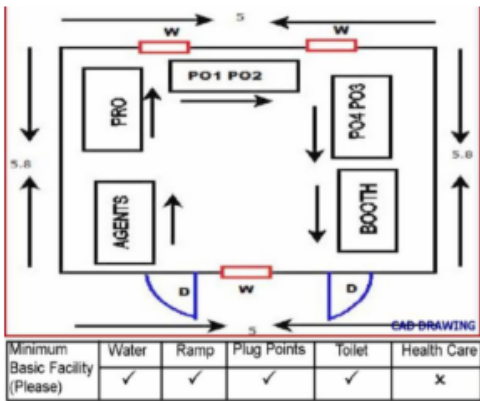 5
W W
PO1 PO2
PRO
PO4 PO3
5.8
5.8
AGENTS
BOOTH
D W D
5
CAD DRAWING
Minimum Basic Facility (Please) Water Ramp Plug Points Toilet Health Care
✓ ✓ ✓ ✓ x